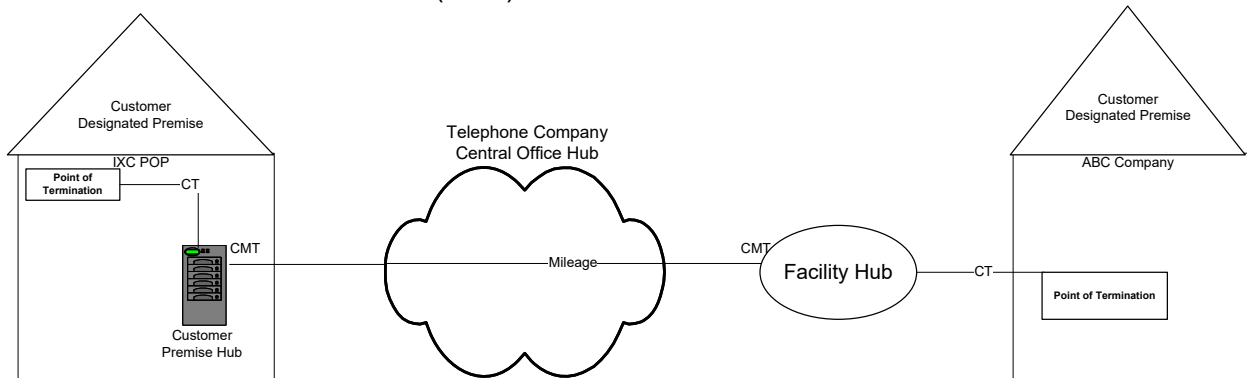 Customer
Designated Premise
IXC POP
Point of
Termination
CT
CMT
Customer
Premise Hub
Telephone Company
Central Office Hub
Mileage
CMT
Facility Hub
CT
Customer
Designated Premise
ABC Company
Point of Termination